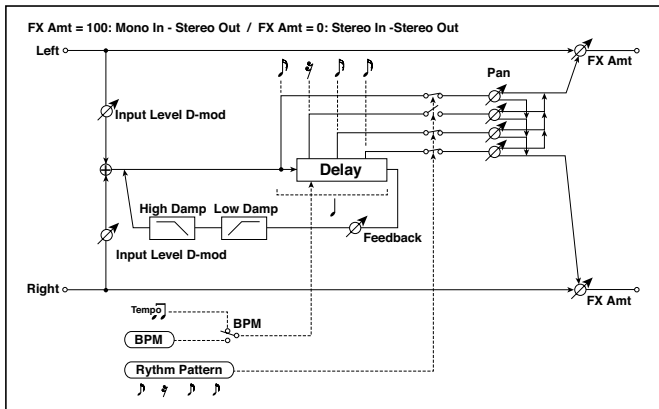 FX Amt = 100: Mono In - Stereo Out / FX Amt = 0: Stereo In -Stereo Out
Left
FX Amt
Pan
Input Level D-mod
Delay
High Damp
Low Damp
Feedback
Input Level D-mod
Right
FX Amt
Tempo
BPM
BPM
Rythm Pattern